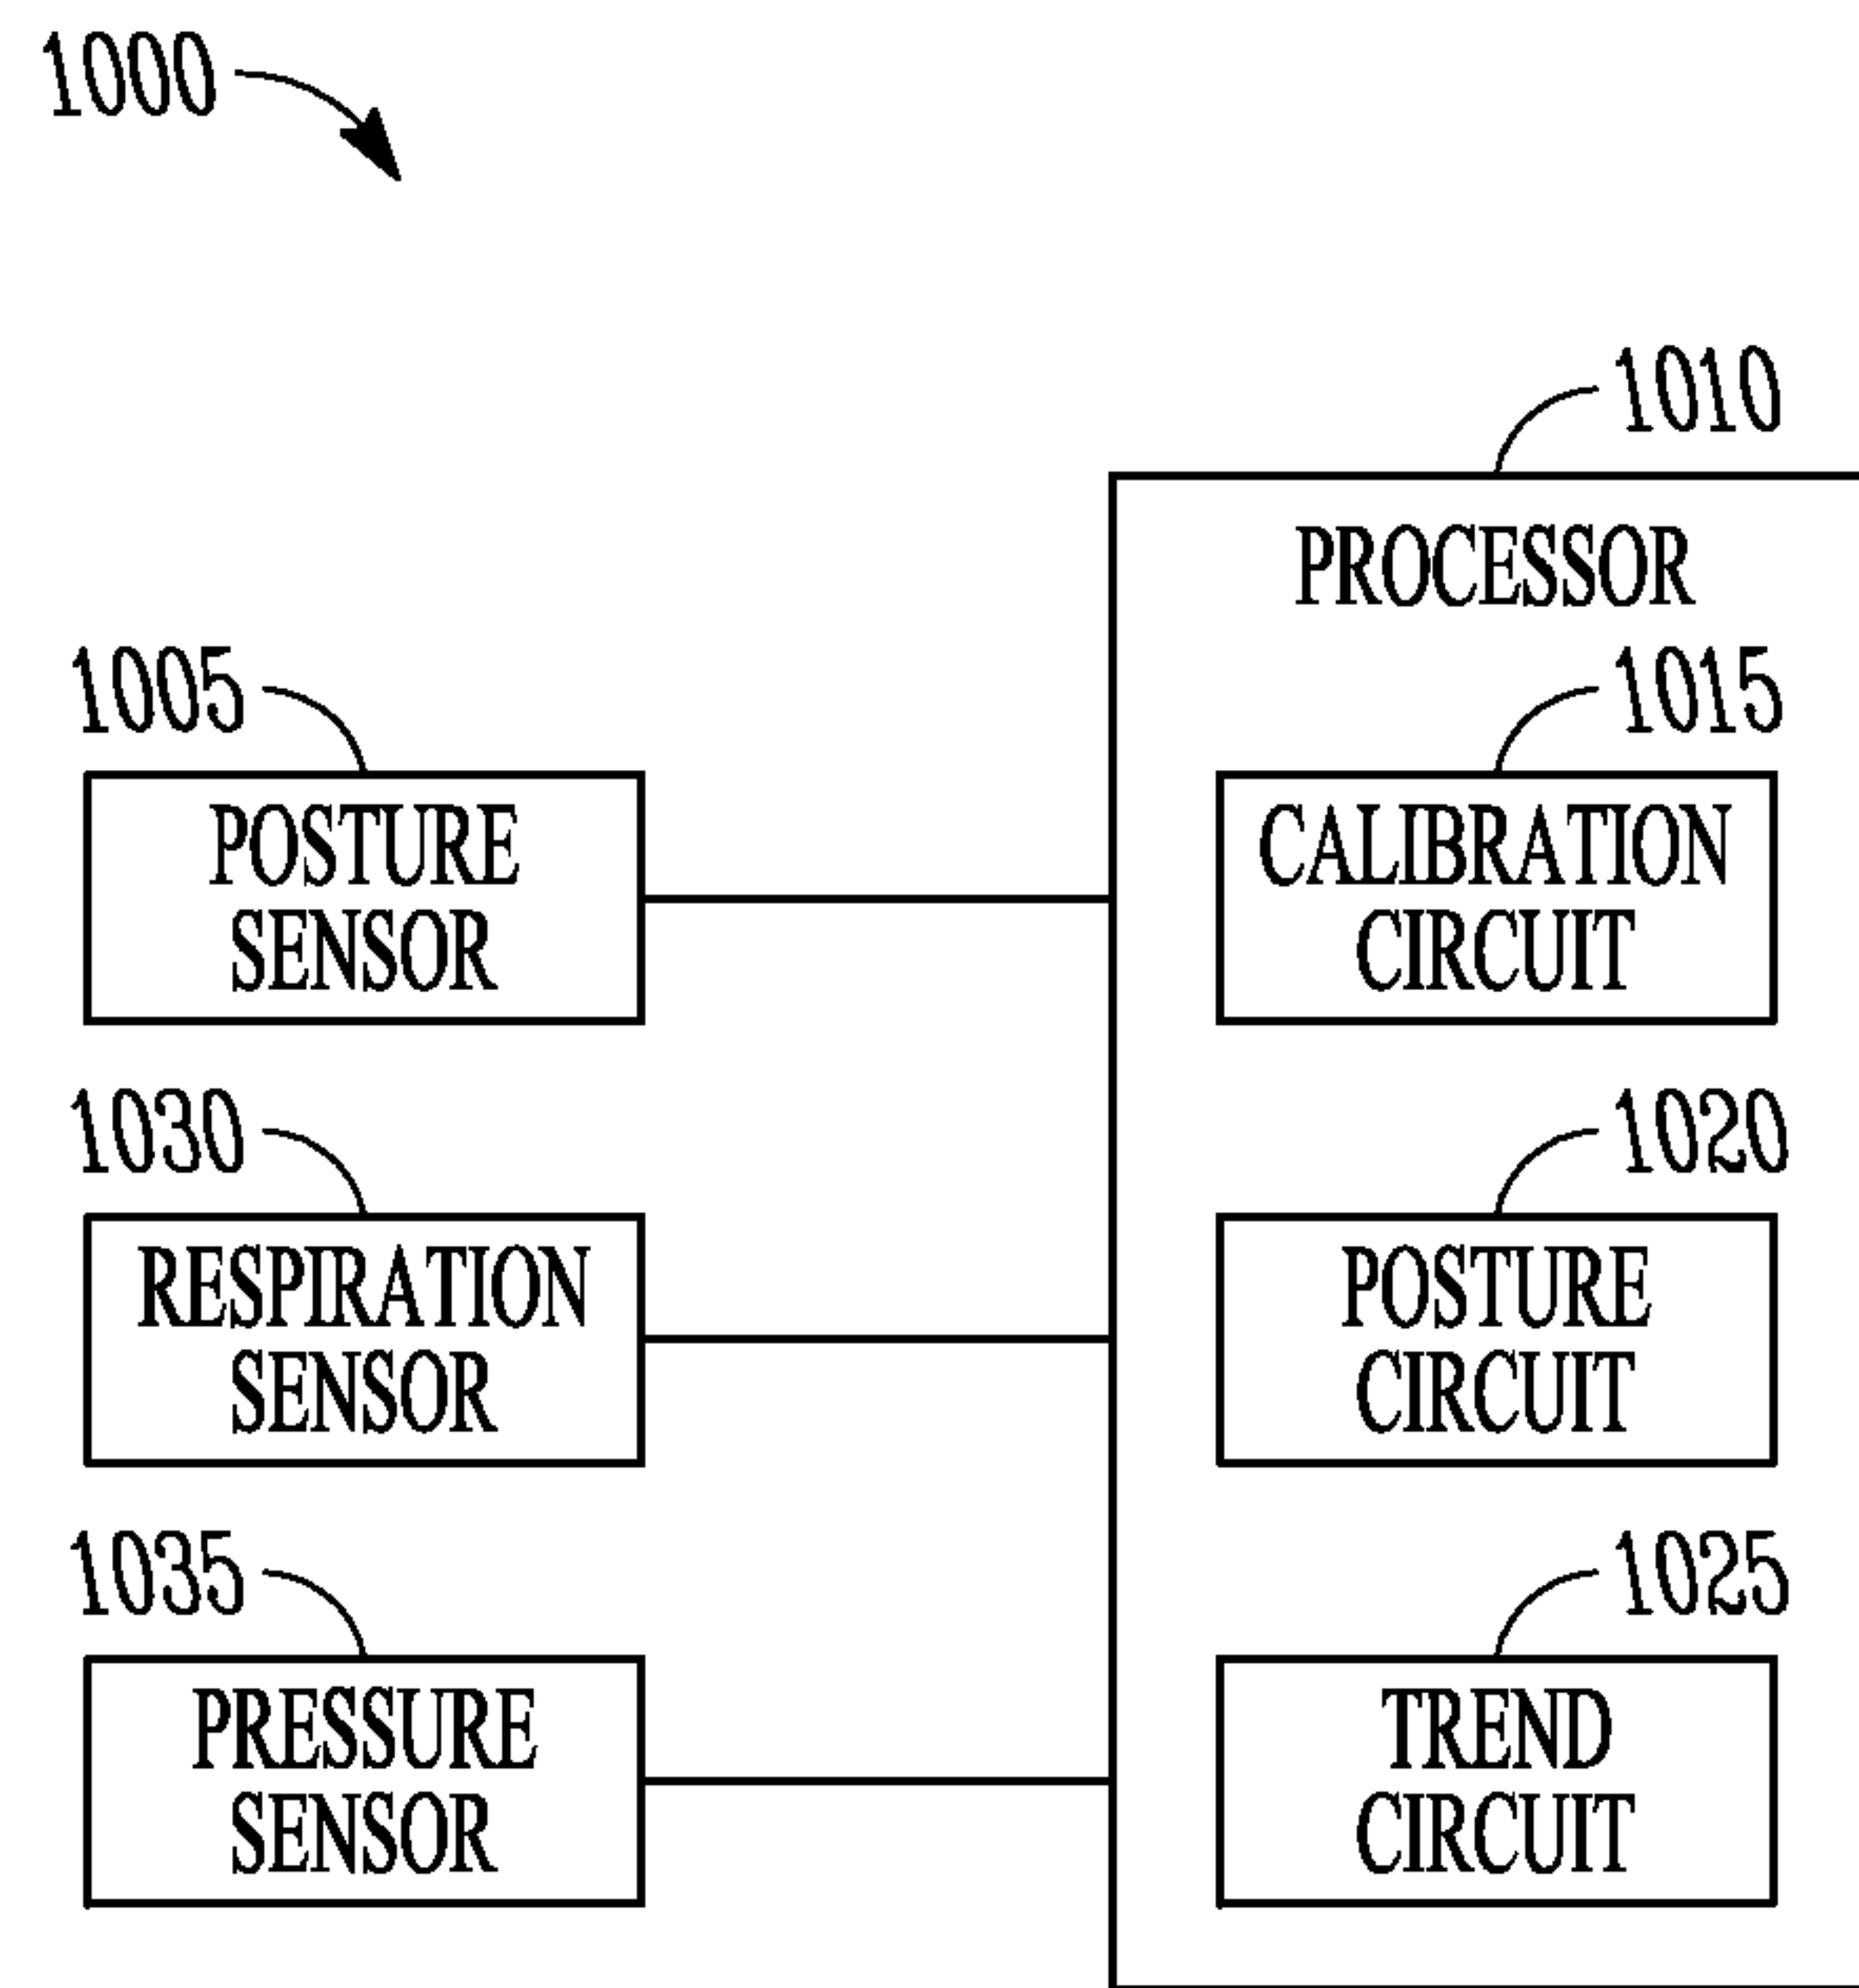 1000
1010
PROCESSOR
1005
POSTURE
SENSOR
1015
CALIBRATION
CIRCUIT
1030
RESPIRATION
SENSOR
1020
POSTURE
CIRCUIT
1035
PRESSURE
SENSOR
1025
TREND
CIRCUIT